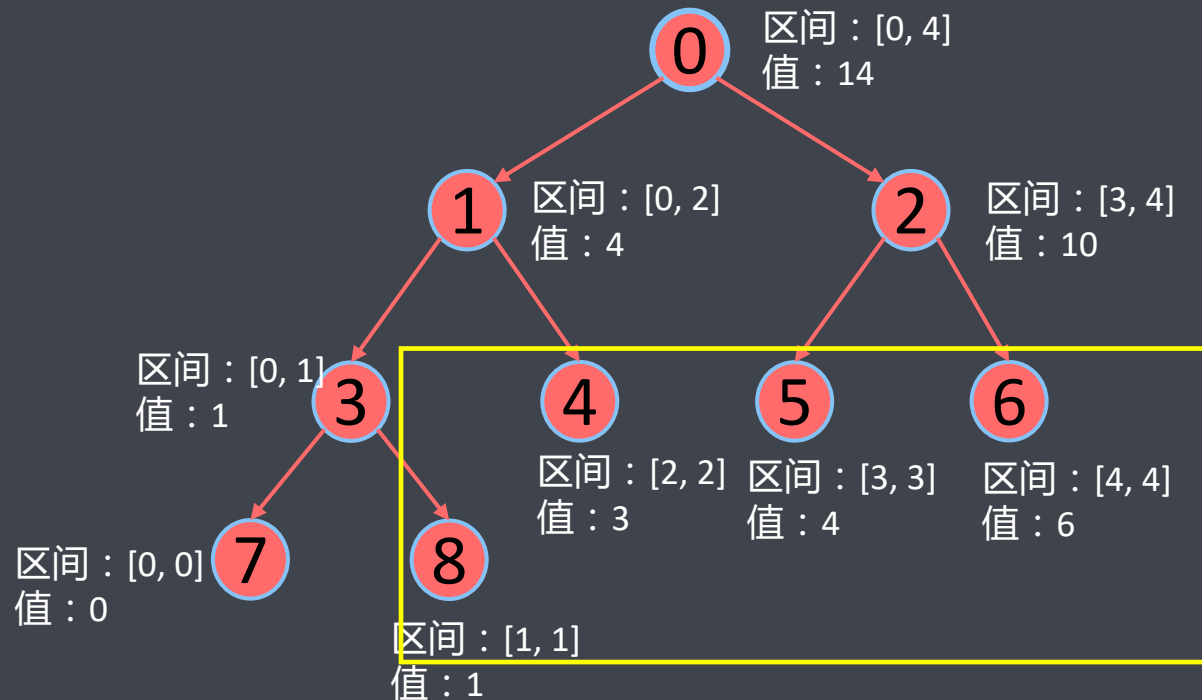 0
区间：[0, 4]
值：14
1
区间：[0, 2]
值：4
2
区间：[3, 4]
值：10
区间：[0, 1]
值：1
3
4
5
6
区间：[2, 2]
值：3
区间：[3, 3]
值：4
区间：[4, 4]
值：6
区间：[0, 0]
值：0
7
8
区间：[1, 1]
值：1